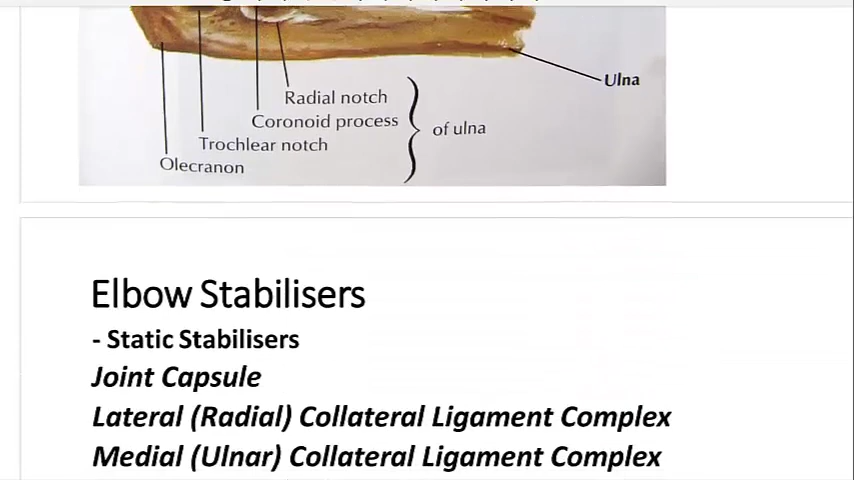 Radial notch
Ulna
Coronoid process
of ulna
Trochlear notch
Olecranon
Elbow Stabilisers
- Static Stabilisers
Joint Capsule
Lateral (Radial) Collateral Ligament Complex
Medial (Ulnar) Collateral Ligament Complex